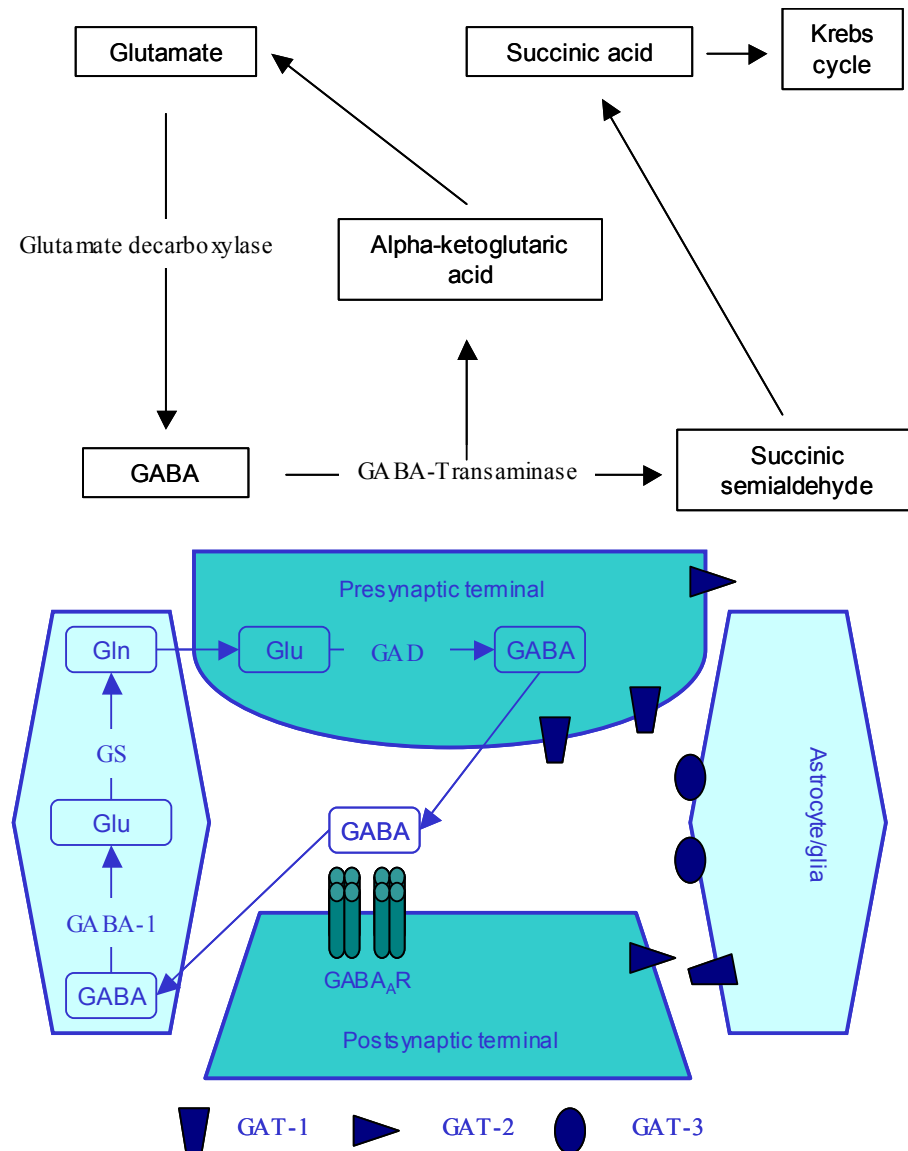 Glutamate
Succinic acid
Krebs
cycle
Glutamate decarboxylase
Alpha-ketoglutaric
acid
GABA
GABA-Transaminase
Succinic
semialdehyde
Presynaptic terminal
Gln
Glu
GAD
GABA
GS
Glu
GABA
Astrocyte/glia
GABA-1
GABA
GABAAR
Postsynaptic terminal
GAT-1
GAT-2
GAT-3